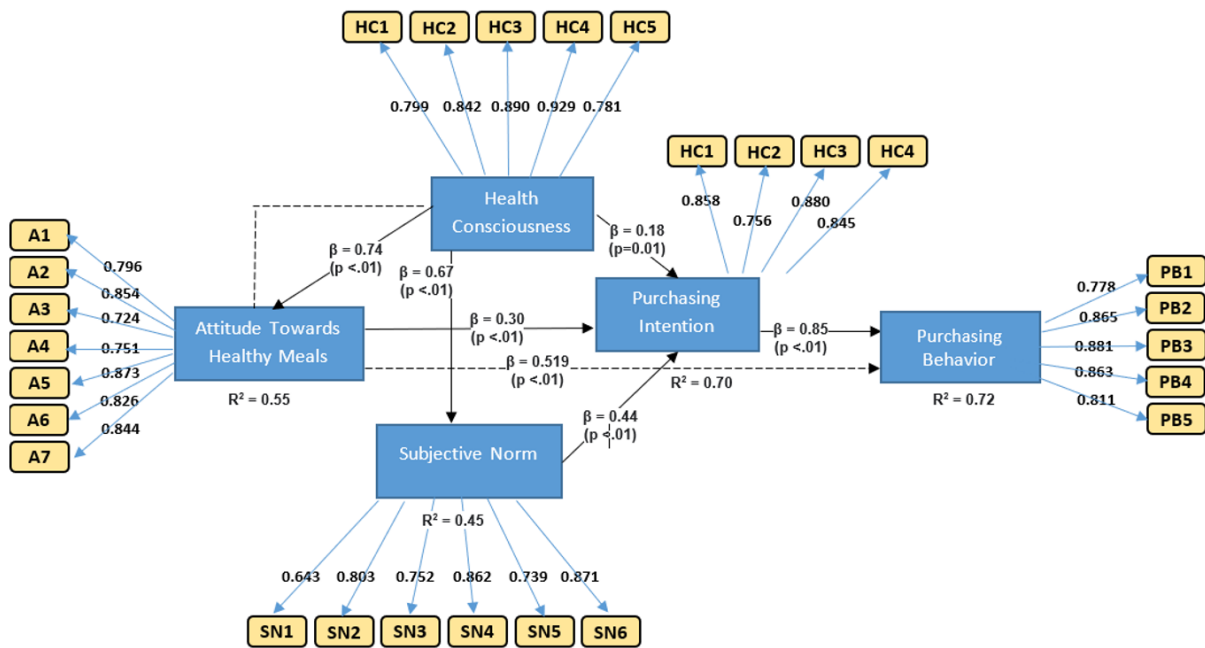 HC1 HC2 HC3 HC4 HC5
0.799 0.842 0.890 0.929 0.781
HC1 HC2 HC3 HC4
0.858 0.756 0.880 0.845
Health
Consciousness
β = 0.18
(p=0.01)
β = 0.74
(p <.01)
β = 0.67
(p <.01)
A1
A2
A3
A4
A5
A6
A7
0.796
0.854
0.724
0.751
0.873
0.826
0.844
Attitude Towards
Healthy Meals
R² = 0.55
β = 0.30
(p <.01)
β = 0.519
(p <.01)
Purchasing
Intention
R² = 0.70
β = 0.85
(p <.01)
Purchasing
Behavior
R² = 0.72
0.778
0.865
0.881
0.863
0.811
PB1
PB2
PB3
PB4
PB5
β = 0.44
(p <.01)
Subjective Norm
R² = 0.45
0.643 0.803 0.752 0.862 0.739 0.871
SN1 SN2 SN3 SN4 SN5 SN6